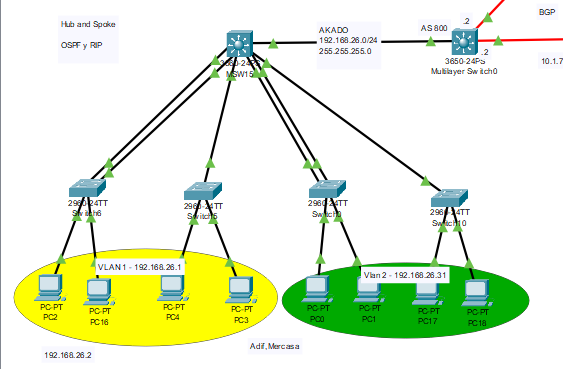 Hub and Spoke
OSPF y RIP
AKADO
192.168.26.0/24
255.255.255.0
AS 800
.2
BGP
.2
10.1.7
3650-24PS
MSW15
3650-24PS
Multilayer Switch0
2960-24TT
Switch6
2960-24TT
2960-24TT
2960-24TT
Switch10
VLAN 1 - 192.168.26.1
Vlan 2 - 192.168.26.31
PC-PT
PC2
PC-PT
PC16
PC-PT
PC4
PC-PT
PC3
PC-PT
PC0
PC-PT
PC1
PC-PT
PC17
PC-PT
PC18
192.168.26.2
Adif,Mercasa